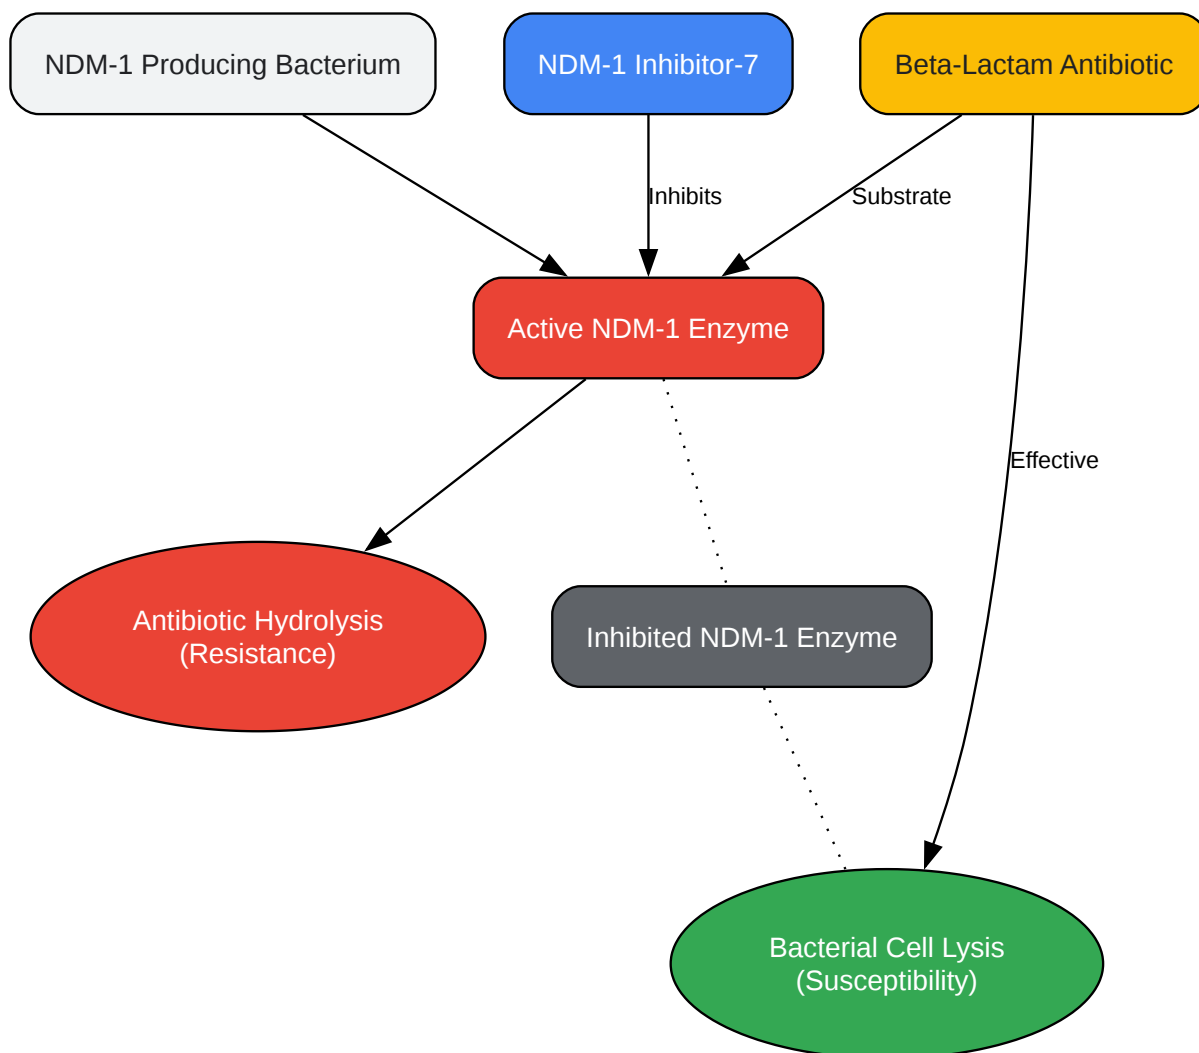 NDM-1 Producing Bacterium
NDM-1 Inhibitor-7
Beta-Lactam Antibiotic
Inhibits
Substrate
Active NDM-1 Enzyme
Effective
Antibiotic Hydrolysis
(Resistance)
Inhibited NDM-1 Enzyme
Bacterial Cell Lysis
(Susceptibility)